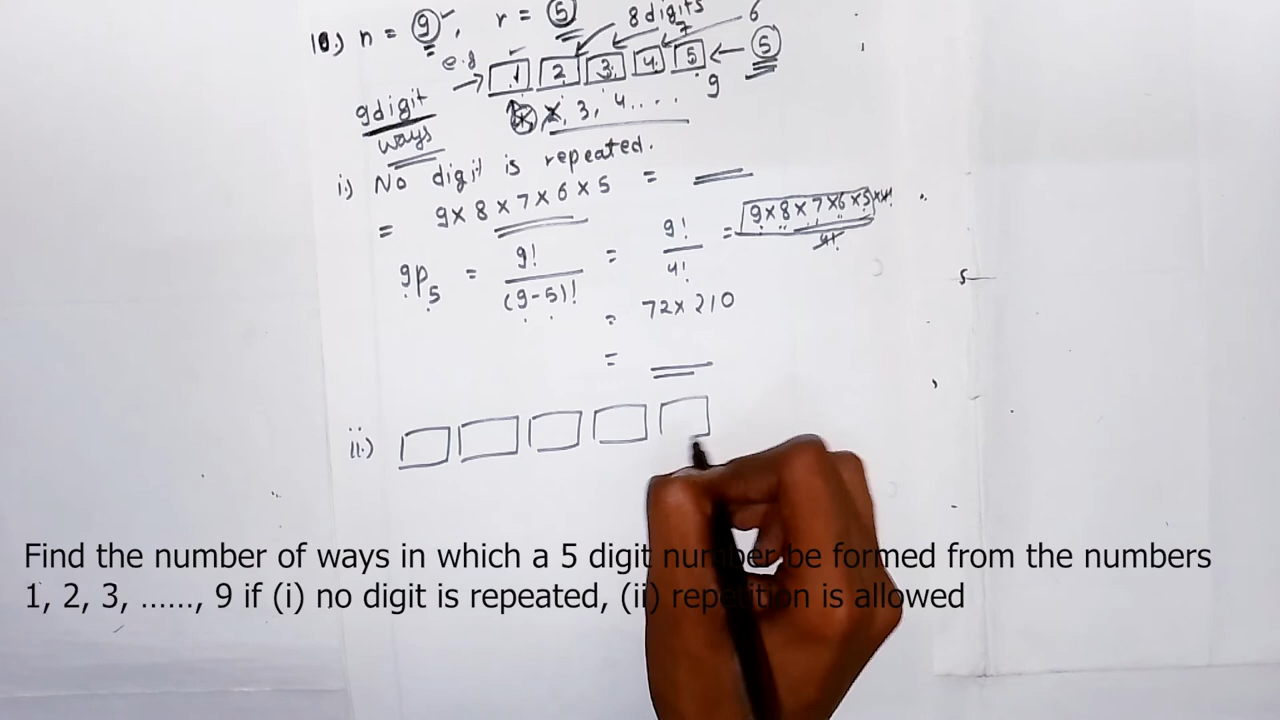 10.) n = 9, r = 5
8 digits 7 6
e.g 1 2 3 4 5 ← 5
9 digit 9
ways 3, 4....
i.) No digit is repeated.
= 9x 8 x 7 x 6 x 5 =
9P5 = 9! / (9-5)! = 9! / 4! = 9x 8 x 7 x 6 x 5 x 4! / 4!
= 72 x 210
=
ii.)
Find the number of ways in which a 5 digit number be formed from the numbers
1, 2, 3, ......, 9 if (i) no digit is repeated, (ii) repetition is allowed